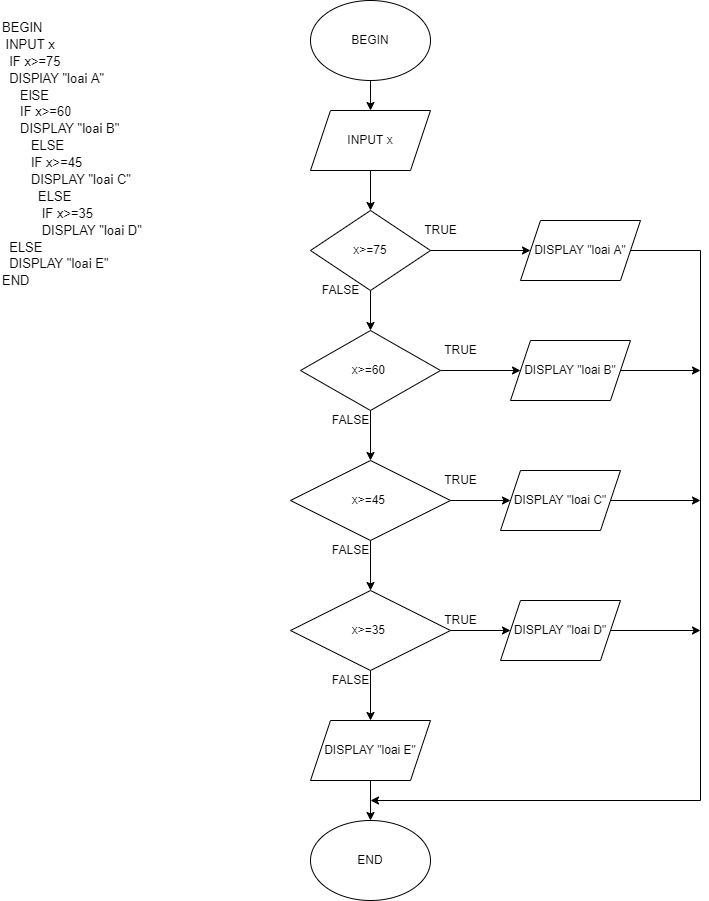 BEGIN
INPUT x
IF x>=75
DISPIAY "loai A"
EISE
IF x>=60
DISPLAY "loai B"
ELSE
IF x>=45
DISPLAY "loai C"
ELSE
IF x>=35
DISPLAY "loai D"
ELSE
DISPLAY "loai E"
END
BEGIN
INPUT x
x>=75
TRUE
DISPLAY "loai A"
FALSE
x>=60
TRUE
DISPLAY "loai B"
FALSE
x>=45
TRUE
DISPLAY "loai C"
FALSE
x>=35
TRUE
DISPLAY "loai D"
FALSE
DISPLAY "loai E"
END